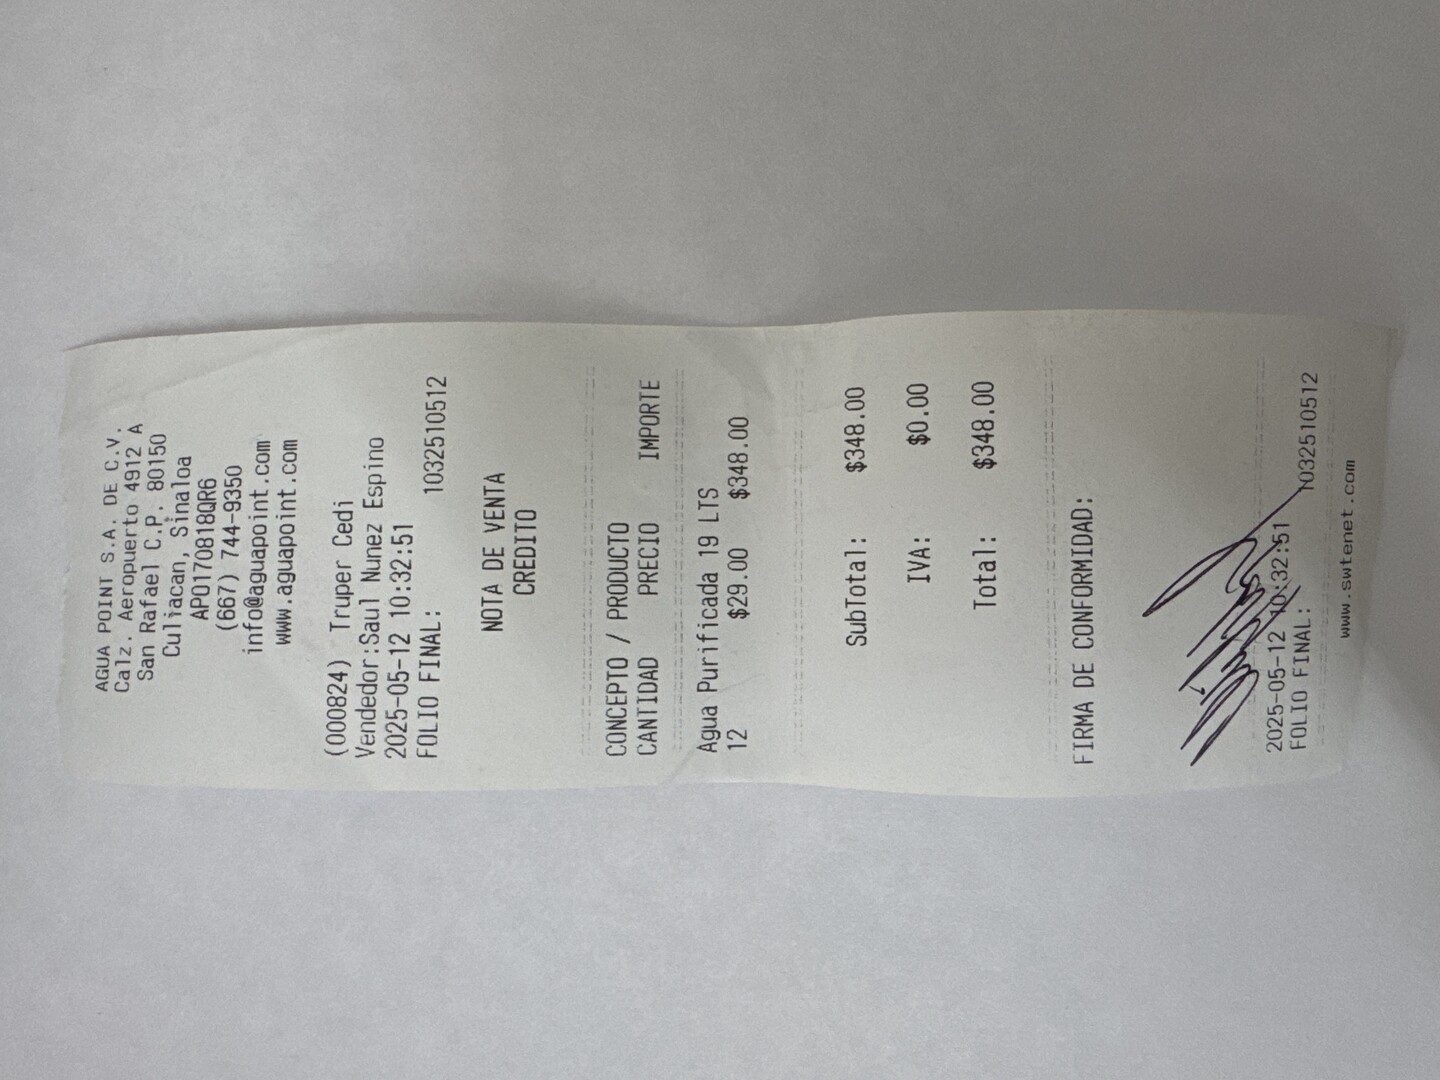 AGUA POINT S.A. DE C.V.
Calz. Aeropuerto 4912 A
San Rafael C.P. 80150
Culiacan, Sinaloa
APO170818QR6
(667) 744-9350
info@aguapoint.com
www.aguapoint.com
(000824) Truper Cedi
Vendedor:Saul Nunez Espino
2025-05-12 10:32:51
FOLIO FINAL: 1032510512
NOTA DE VENTA
CREDITO
CONCEPTO / PRODUCTO
CANTIDAD PRECIO IMPORTE
Agua Purificada 19 LTS
12 $29.00 $348.00
SubTotal: $348.00
IVA: $0.00
Total: $348.00
FIRMA DE CONFORMIDAD:
2025-05-12 10:32:51
FOLIO FINAL: 1032510512
www.swtenet.com